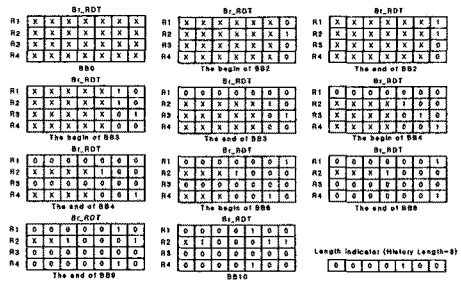 Br_RDT
R1 X X X X X X X
R2 X X X X X X X
R3 X X X X X X X
R4 X X X X X X X
BB0
Br_RDT
R1 X X X X X X 0
R2 X X X X X X 1
R3 X X X X X X 0
R4 X X X X X X 0
The begin of BB2
Br_RDT
R1 X X X X X X 1
R2 X X X X X X 1
R3 X X X X X X 0
R4 X X X X X X 0
The end of BB2
Br_RDT
R1 X X X X X 1 0
R2 X X X X X 1 0
R3 X X X X X 0 1
R4 X X X X X 0 0
The begin of BB3
Br_RDT
R1 0 0 0 0 0 0 0
R2 X X X X X 1 0
R3 X X X X X 0 1
R4 X X X X X 0 0
The end of BB3
Br_RDT
R1 0 0 0 0 0 0 0
R2 X X X X 1 0 0
R3 X X X X 0 1 0
R4 X X X X 0 0 1
The begin of BB4
Br_RDT
R1 0 0 0 0 0 0 0
R2 X X X X 1 0 0
R3 0 0 0 0 0 0 0
R4 X X X X 0 0 1
The end of BB4
Br_RDT
R1 0 0 0 0 0 0 1
R2 X X X 1 0 0 0
R3 0 0 0 0 0 0 0
R4 X X X 0 0 1
The begin of
Br_RDT
R1 0 0 0 0 0 0 1
R2 X X X 1 0 0 0
R3 0 0 0 0 0 0 0
R4 0 0 0 0 0 0 1
The end of
Br_RDT
R1 0 0 0 0 0 1 0
R2 X X 1 0 0 0 1
R3 0 0 0 0 0 0 0
R4 0 0 0 0 0 1 0
The end of BB9
Br_RDT
R1 0 0 0 0 1 0 0
R2 X 1 0 0 0 1 1
R3 0 0 0 0 0 0 0
R4 0 0 0 0 1 0 0
BB10
Length indicator (History Length=3)
0 0 0 0 1 0 0